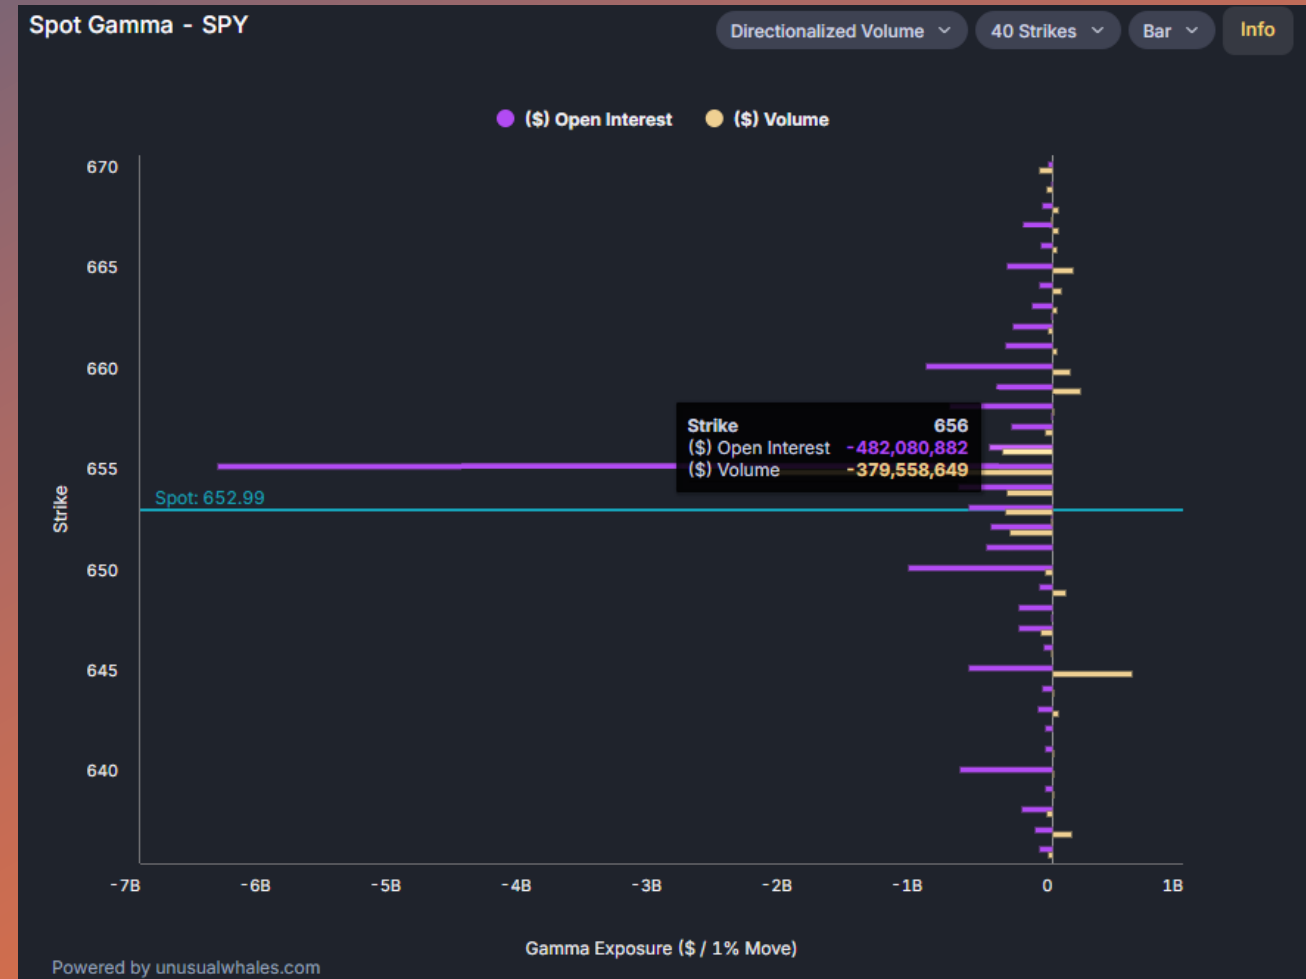 Spot Gamma - SPY
Directionalized Volume
40 Strikes
Bar
Info
($) Open Interest
($) Volume
670
665
660
655
650
645
640
Strike
Spot: 652.99
Strike 656
($) Open Interest -482,080,882
($) Volume -379,558,649
-7B -6B -5B -4B -3B -2B -1B 0 1B
Gamma Exposure ($ / 1% Move)
Powered by unusualwhales.com